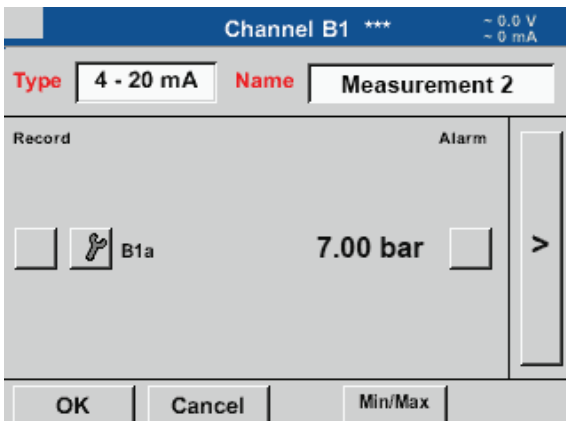 Channel B1 *** ~ 0.0 V
~ 0 mA
Type 4 - 20 mA Name Measurement 2
Record Alarm
B1a 7.00 bar >
OK Cancel Min/Max